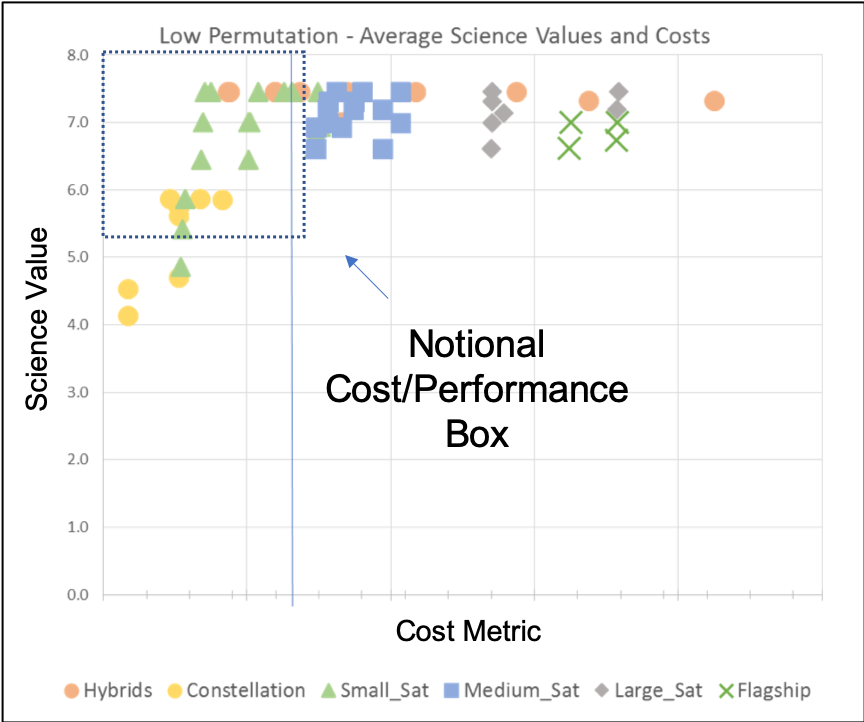 Low Permutation - Average Science Values and Costs
8.0
7.0
6.0
5.0
4.0
3.0
2.0
1.0
0.0
Science Value
Notional
Cost/Performance
Box
Cost Metric
Hybrids Constellation Small_Sat Medium_Sat Large_Sat Flagship